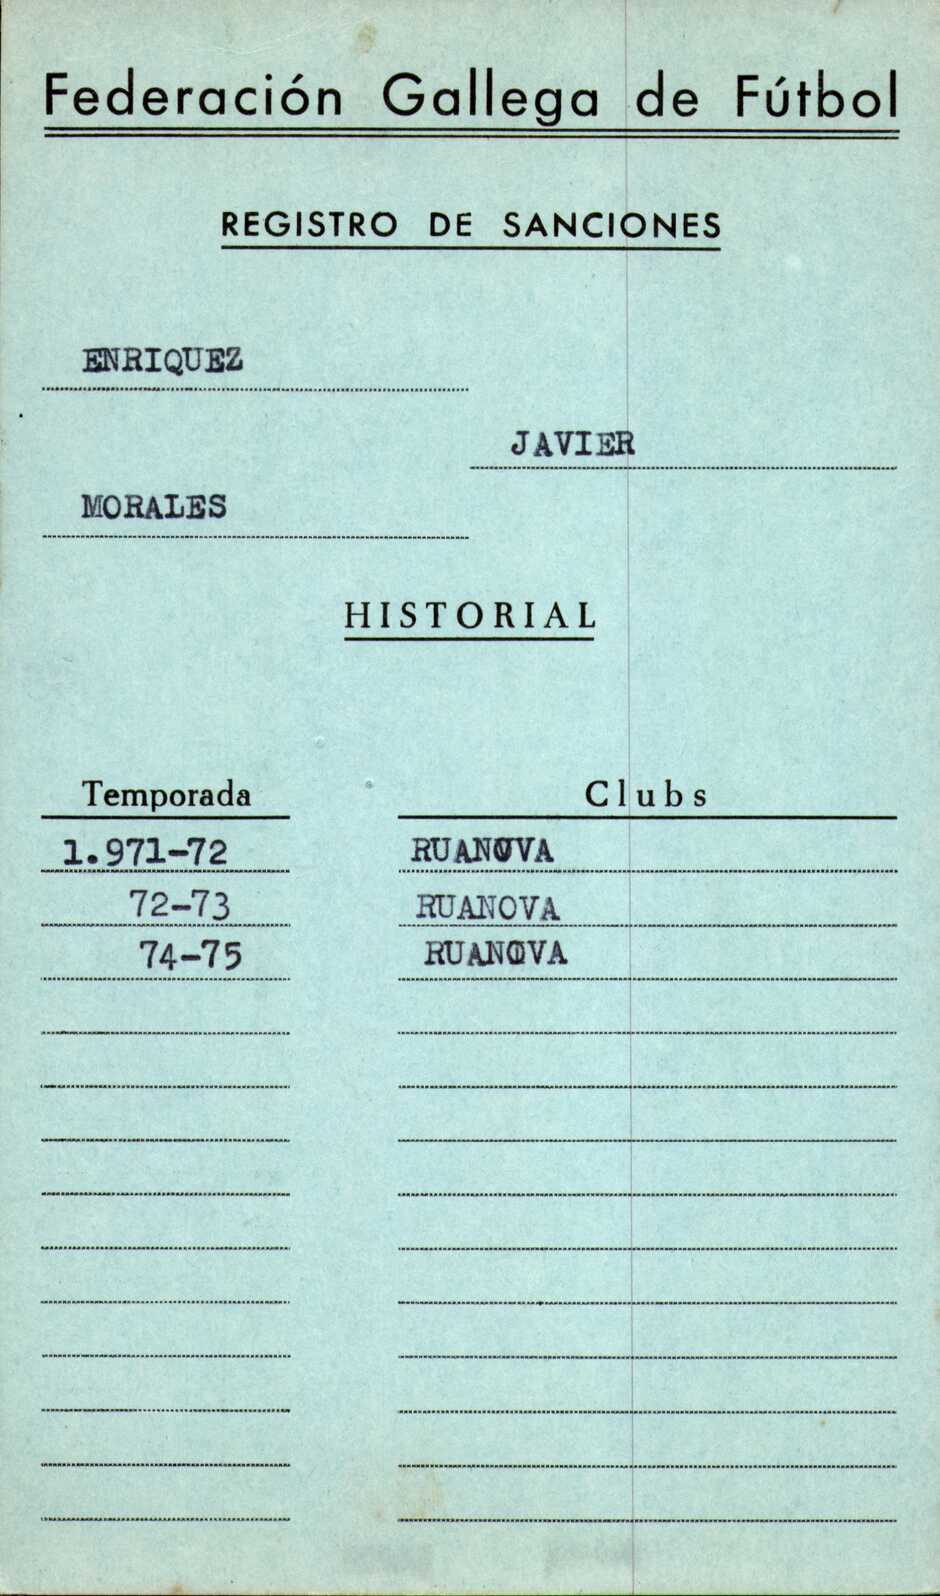 Federación Gallega de Fútbol
REGISTRO DE SANCIONES
ENRIQUEZ
JAVIER
MORALES
HISTORIAL
Temporada Clubs
1.971-72 RUANOVA
72-73 RUANOVA
74-75 RUANOVA